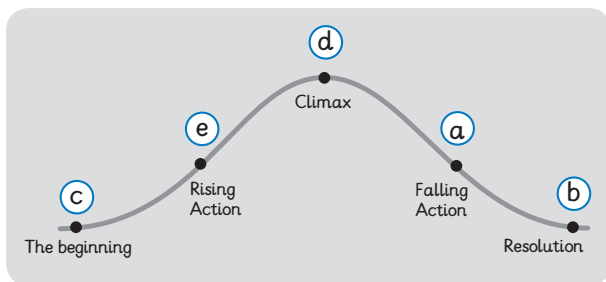 d
Climax
e
a
Rising
Action
Falling
Action
c
b
The beginning
Resolution